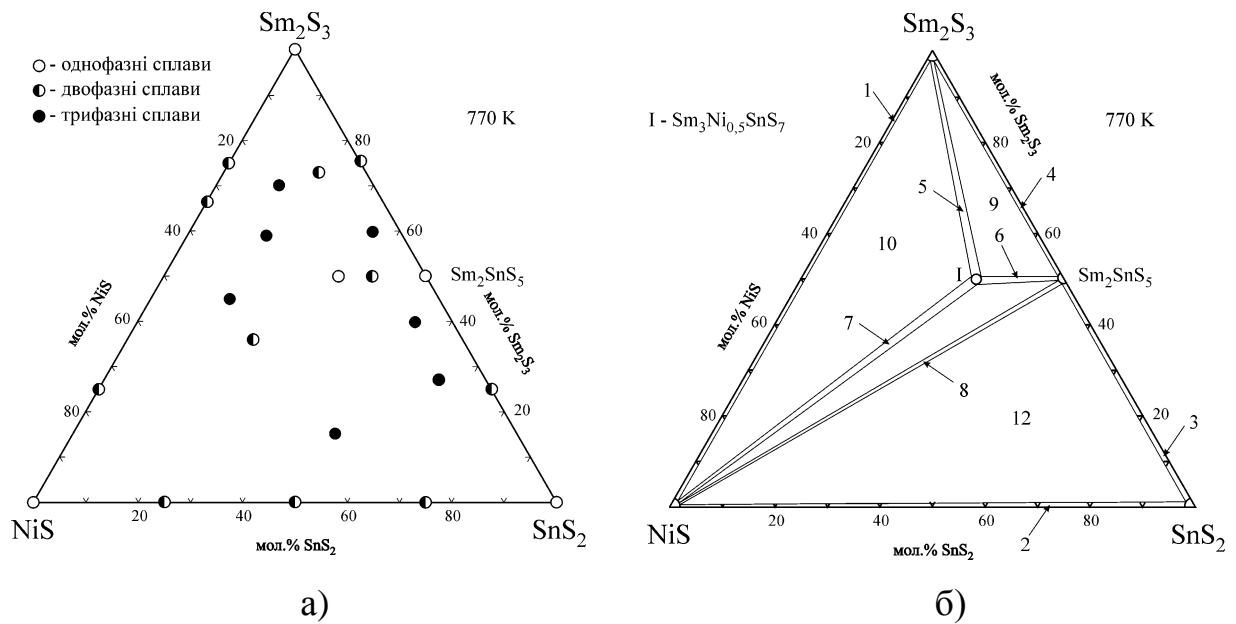 Sm2S3
- однофазні сплави
- двофазні сплави
- трифазні сплави
770 K
20
80
40
60
Sm2SnS5
мол.% NiS
мол.% Sm2S3
60
40
80
20
NiS
20
40
60
80
SnS2
мол.% SnS2
а)
Sm2S3
I - Sm3Ni0,5SnS7
770 K
мол.% Sm2S3
1
20
80
4
5
9
40
10
6
60
I
Sm2SnS5
мол.% NiS
60
7
40
8
80
12
20
3
NiS
20
40
60
80
SnS2
мол.% SnS2
2
б)